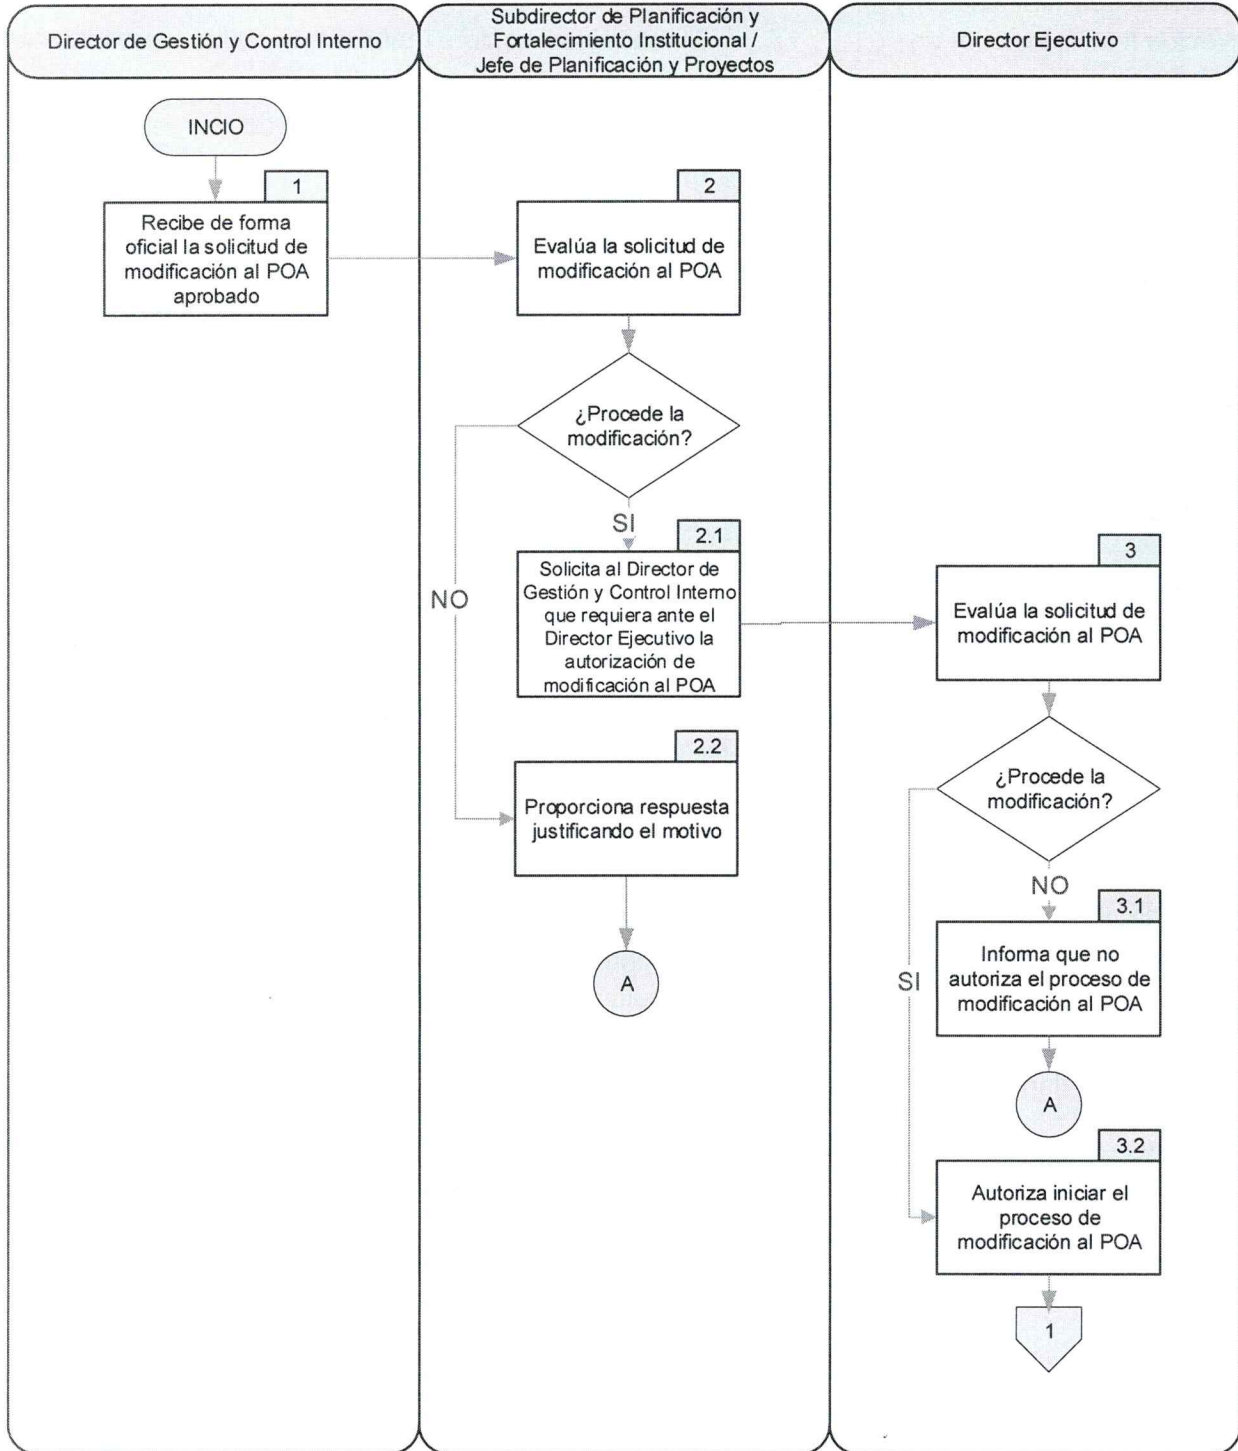 Director de Gestión y Control Interno
Subdirector de Planificación y
Fortalecimiento Institucional /
Jefe de Planificación y Proyectos
Director Ejecutivo
INCIO
1
Recibe de forma
oficial la solicitud de
modificación al POA
aprobado
2
Evalúa la solicitud de
modificación al POA
¿Procede la
modificación?
SI
NO
2.1
Solicita al Director de
Gestión y Control Interno
que requiera ante el
Director Ejecutivo la
autorización de
modificación al POA
2.2
Proporciona respuesta
justificando el motivo
A
3
Evalúa la solicitud de
modificación al POA
¿Procede la
modificación?
NO
SI
3.1
Informa que no
autoriza el proceso de
modificación al POA
A
3.2
Autoriza iniciar el
proceso de
modificación al POA
1